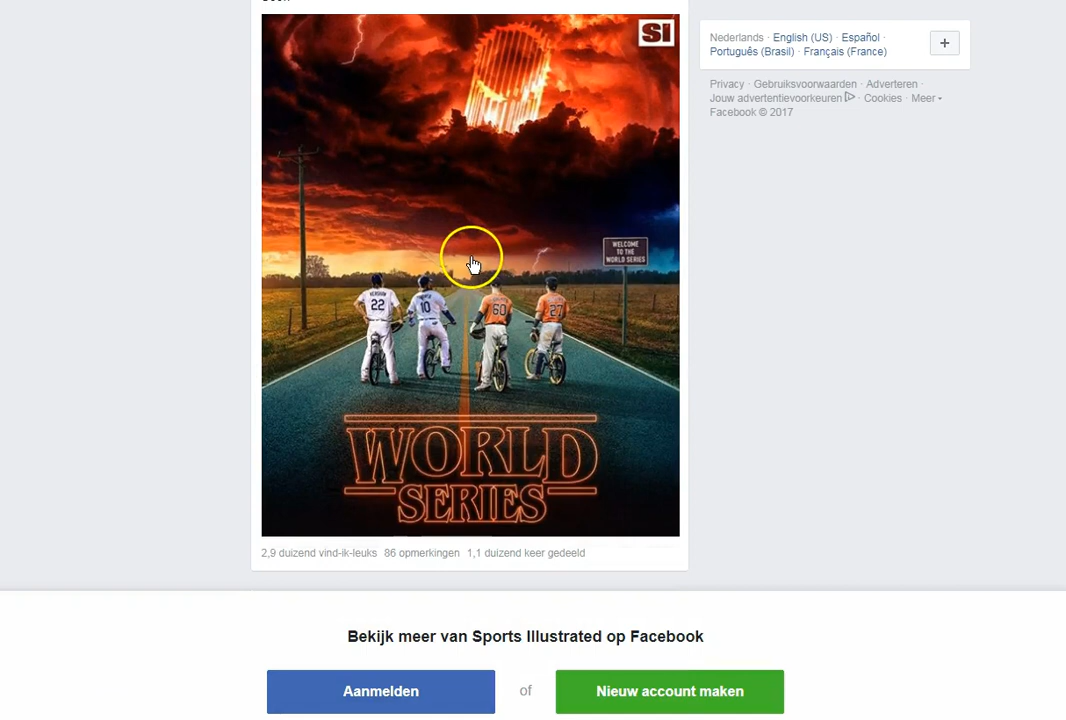 SI
WELCOME
TO THE
WORLD SERIES
KERSHAW
22
10
60
27
WORLD
SERIES
2,9 duizend vind-ik-leuks 86 opmerkingen 1,1 duizend keer gedeeld
Nederlands · English (US) · Español ·
Português (Brasil) · Français (France)
+
Privacy · Gebruiksvoorwaarden · Adverteren ·
Jouw advertentievoorkeuren · Cookies · Meer
Facebook © 2017
Bekijk meer van Sports Illustrated op Facebook
Aanmelden of Nieuw account maken